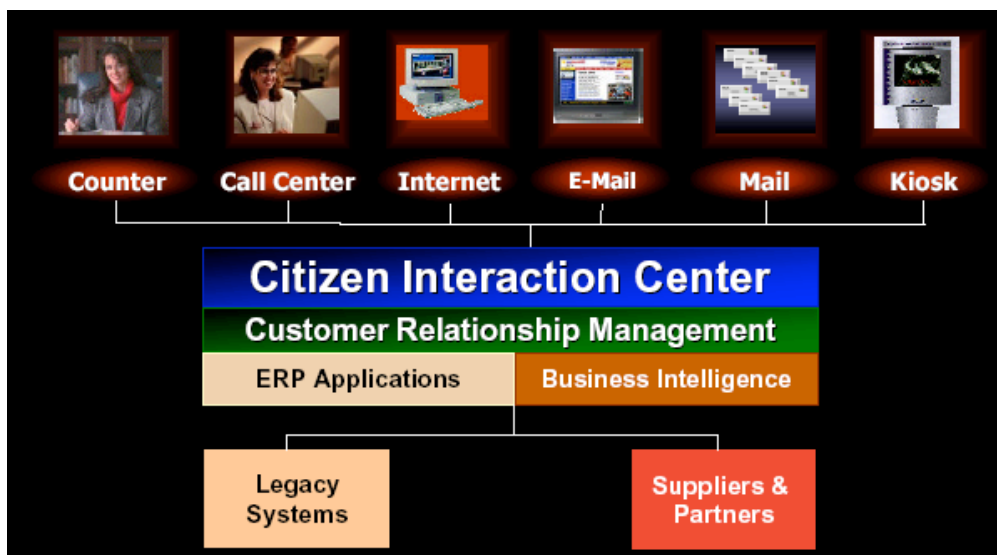 Counter
Call Center
Internet
E-Mail
Mail
Kiosk
Citizen Interaction Center
Customer Relationship Management
ERP Applications
Business Intelligence
Legacy
Systems
Suppliers &
Partners